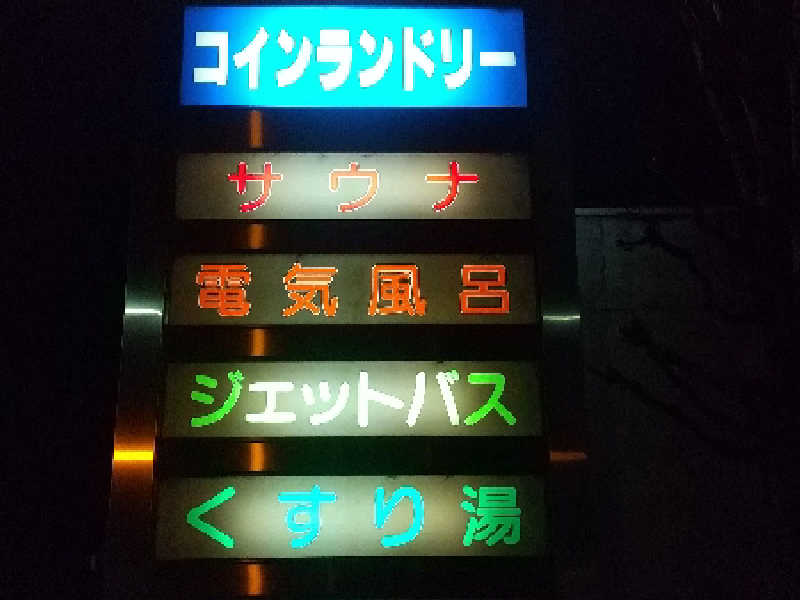 コインランドリー
サウナ
電気風呂
ジェットバス
くすり湯